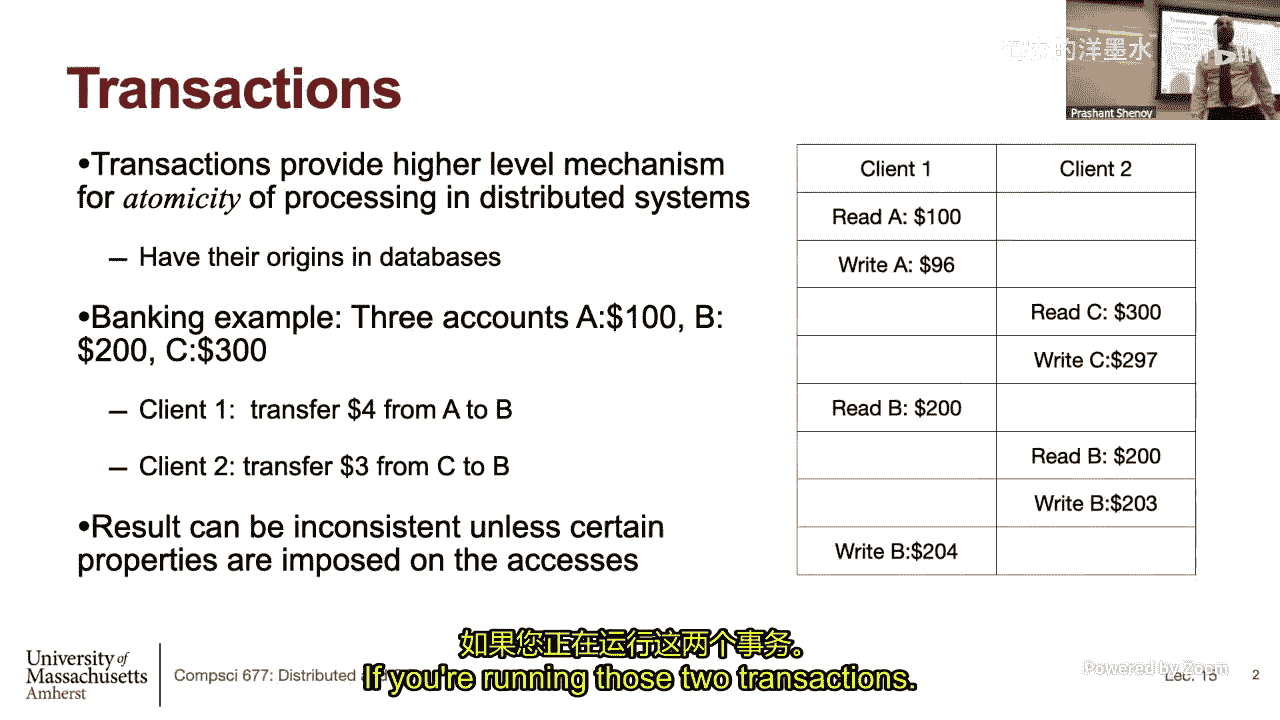 Transactions
Prashant Shenoy
•Transactions provide higher level mechanism
for atomicity of processing in distributed systems
— Have their origins in databases
•Banking example: Three accounts A:$100, B:
$200, C:$300
— Client 1: transfer $4 from A to B
— Client 2: transfer $3 from C to B
•Result can be inconsistent unless certain
properties are imposed on the accesses
Client 1 Client 2
Read A: $100
Write A: $96
Read C: $300
Write C:$297
Read B: $200
Read B: $200
Write B:$203
Write B:$204
如果您正在运行这两个事务。
If you're running those two transactions.
University of
Massachusetts
Amherst
Compsci 677: Distributed
Powered by Zoom
2
的洋墨水